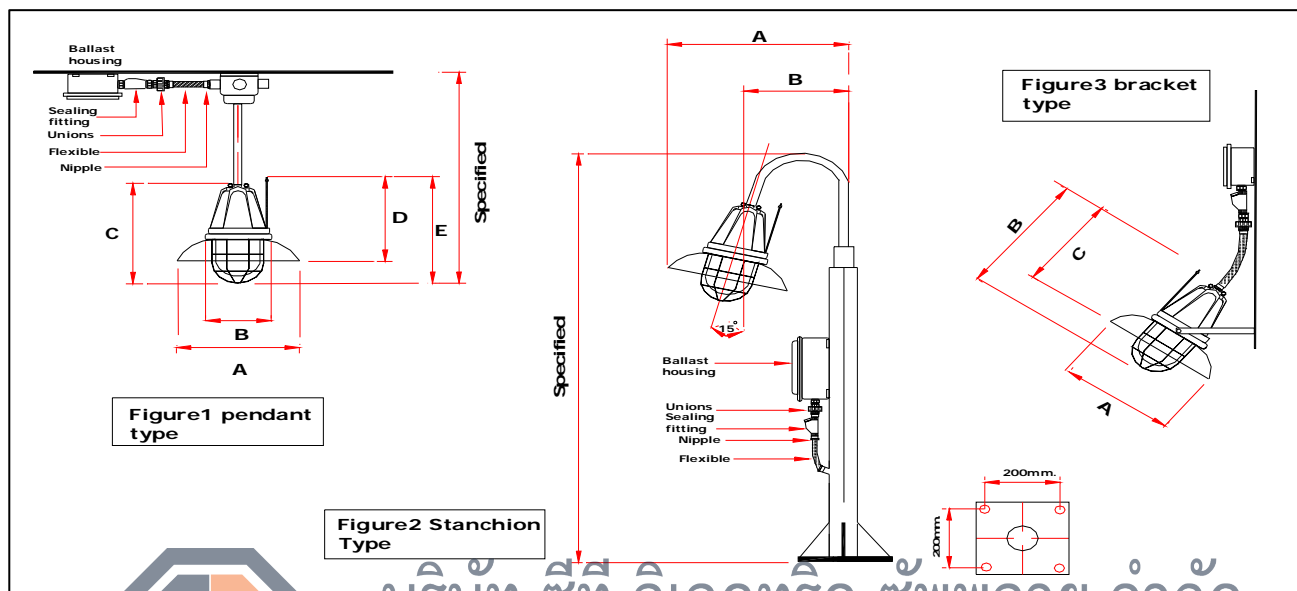 Ballast
housing
Sealing
fitting
Unions
Flexible
Nipple
Specified
C
D
E
B
A
Figure1 pendant
type
A
B
Specified
15°
Ballast
housing
Unions
Sealing
fitting
Nipple
Flexible
Figure2 Stanchion
Type
Figure3 bracket
type
B
C
A
200mm.
200mm.